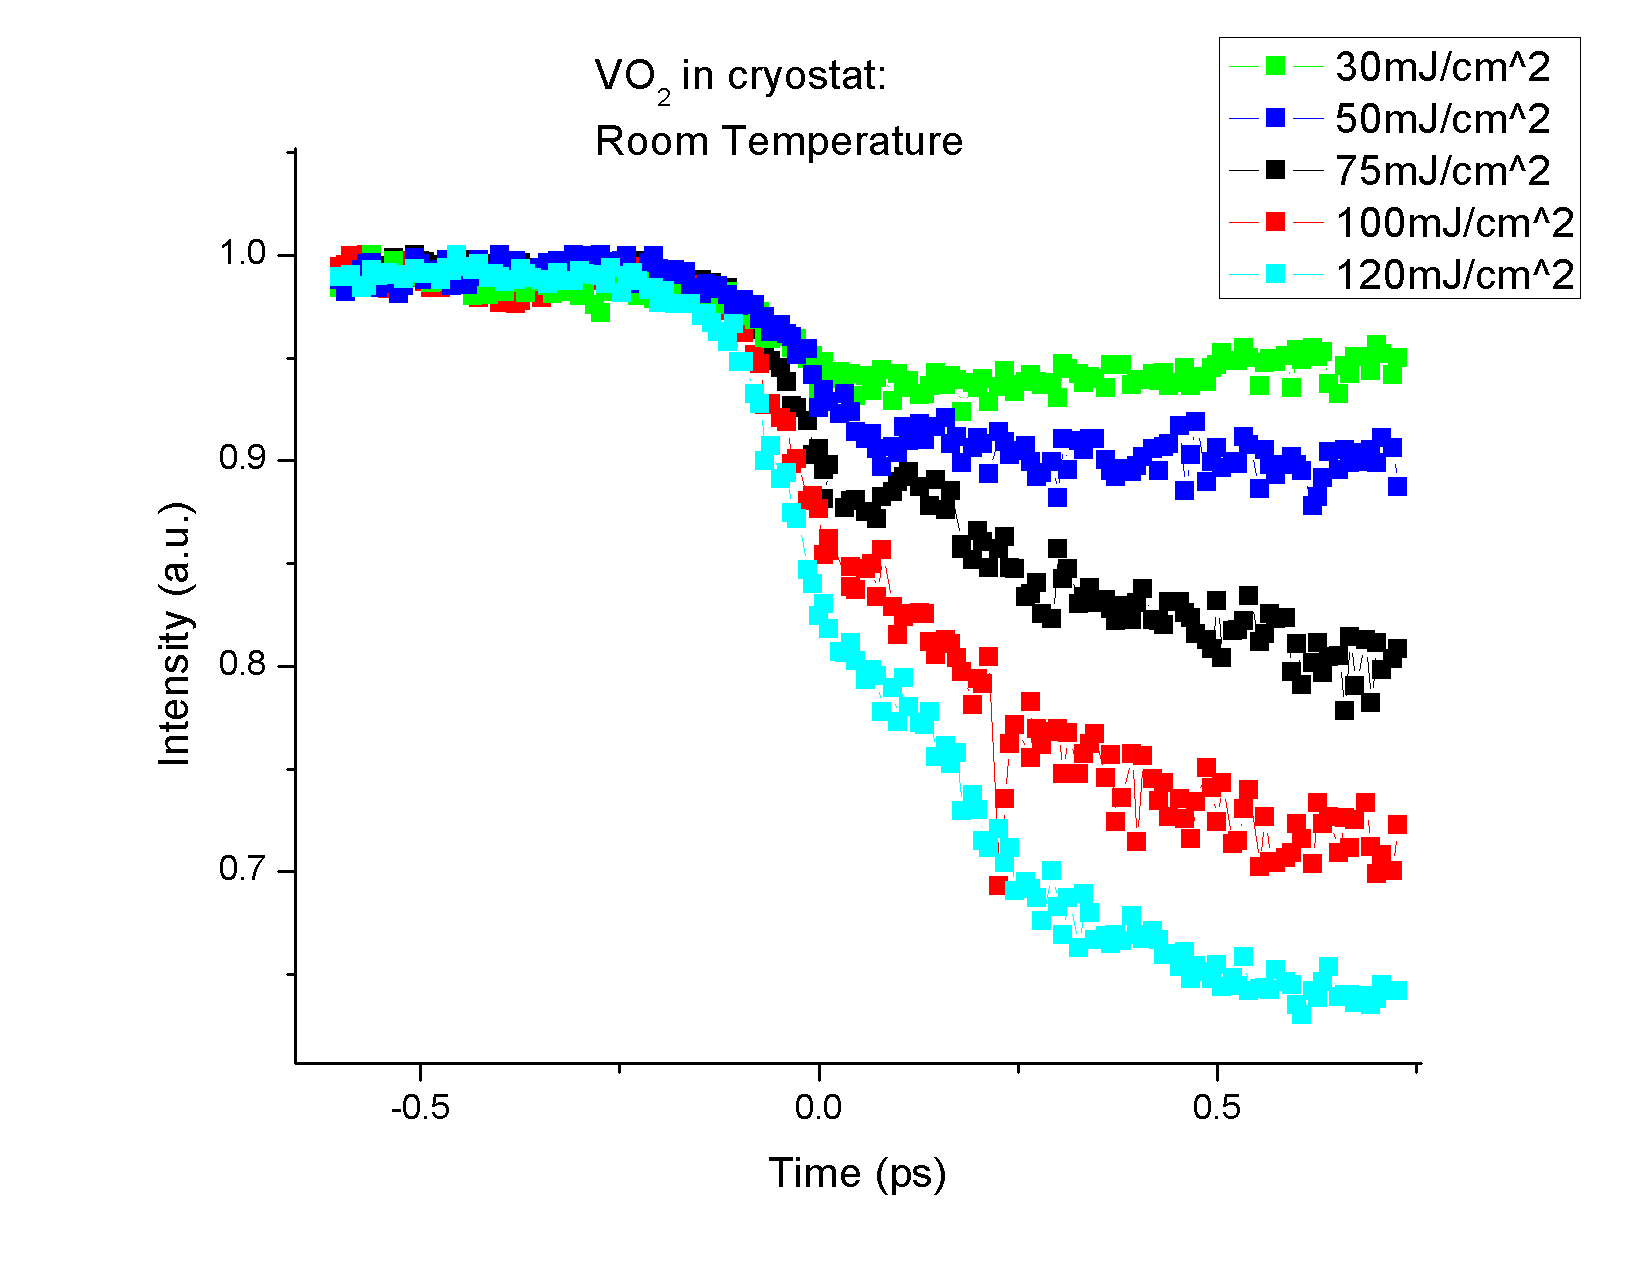 VO2 in cryostat:
Room Temperature
30mJ/cm^2
50mJ/cm^2
75mJ/cm^2
100mJ/cm^2
120mJ/cm^2
1.0
0.9
0.8
0.7
Intensity (a.u.)
-0.5
0.0
0.5
Time (ps)